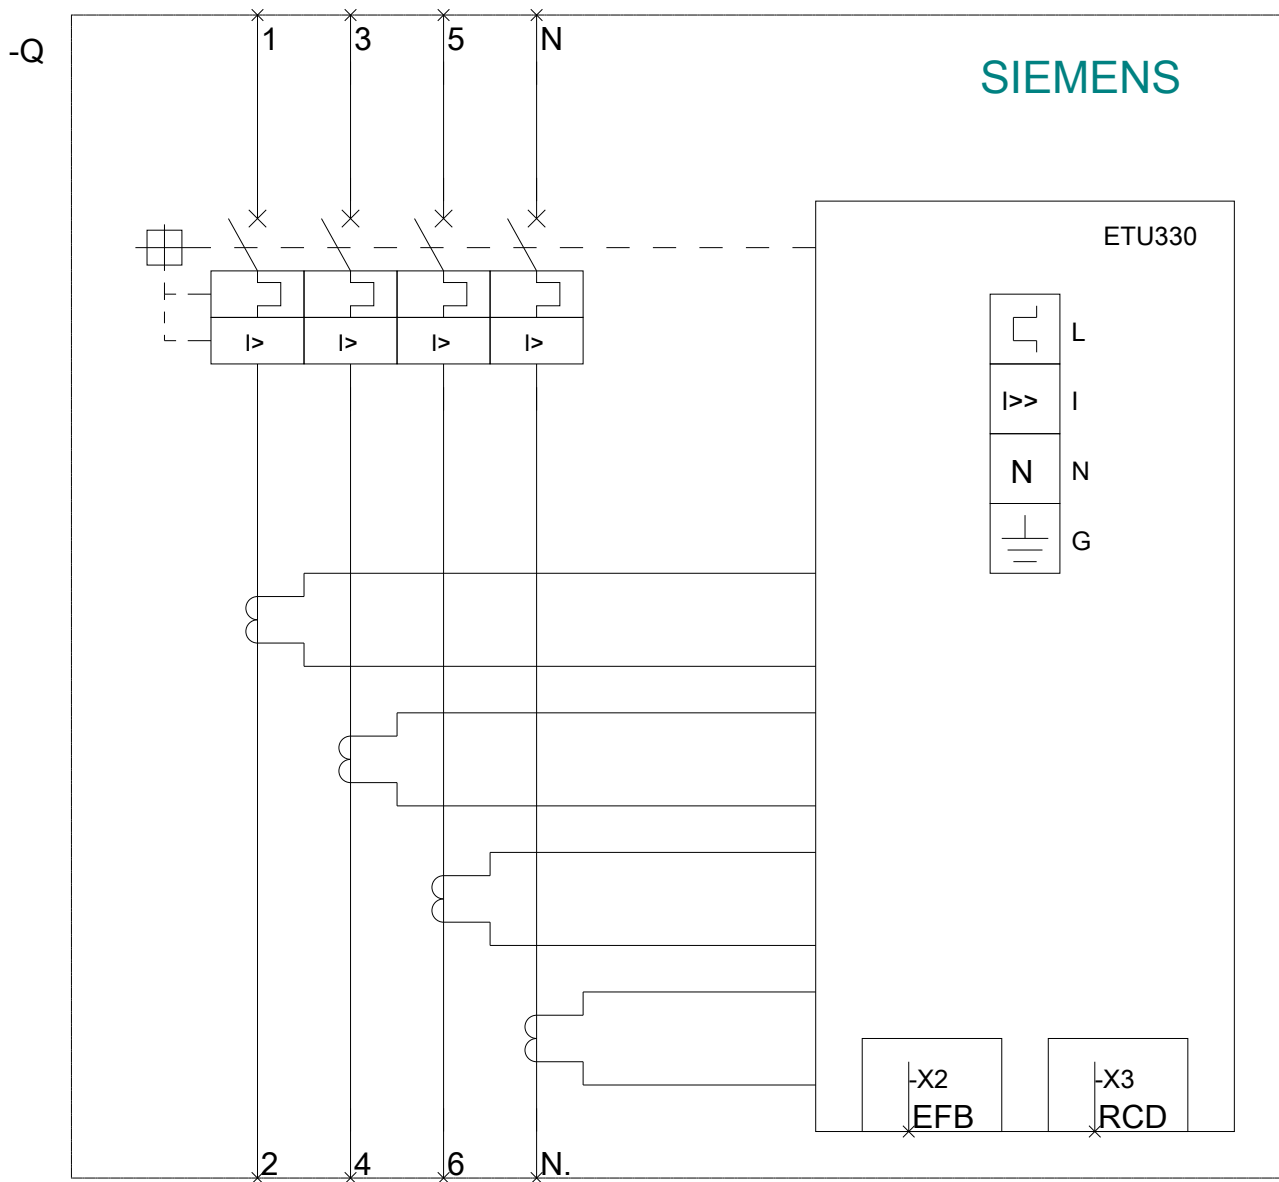 1 3 5 N
-Q
SIEMENS
ETU330
L
I> I> I> I>
I>> I
N N
G
-X2 -X3
EFB RCD
2 4 6 N.